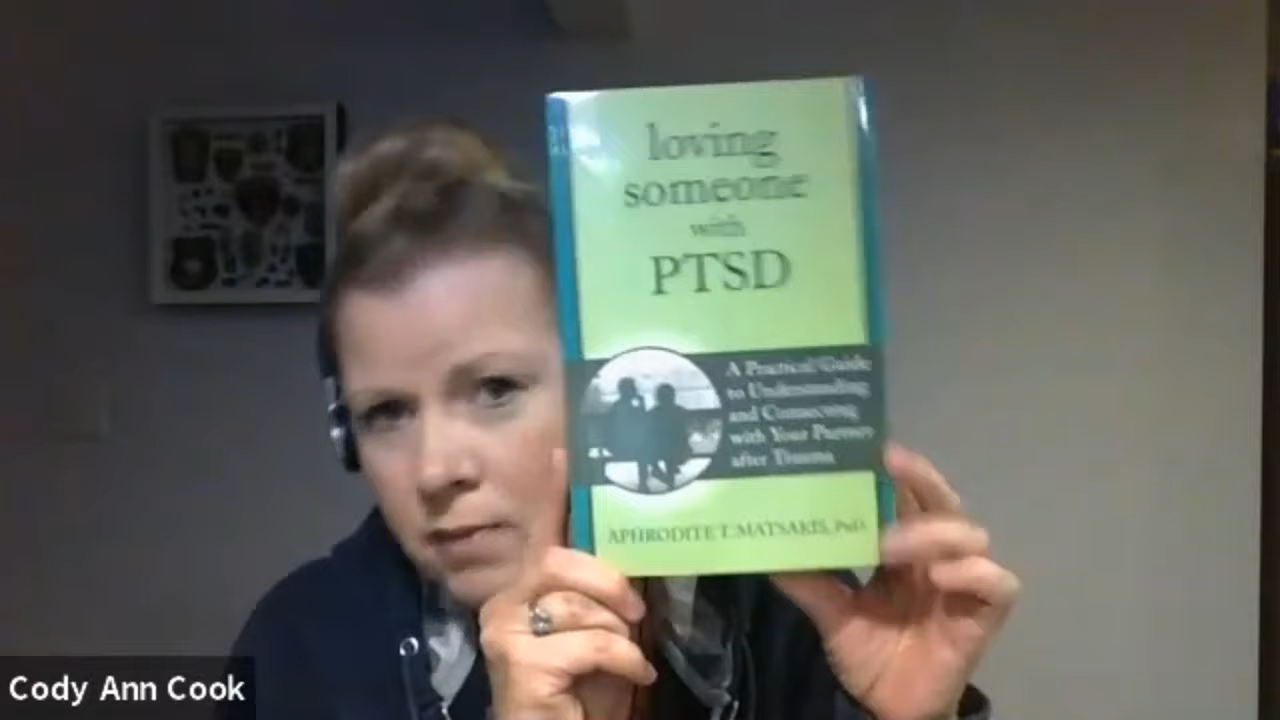 loving
someone
with
PTSD
A Practical Guide
to Understanding
and Connecting
with Your Partner
after Trauma
APHRODITE T. MATSAKIS, PhD
Cody Ann Cook